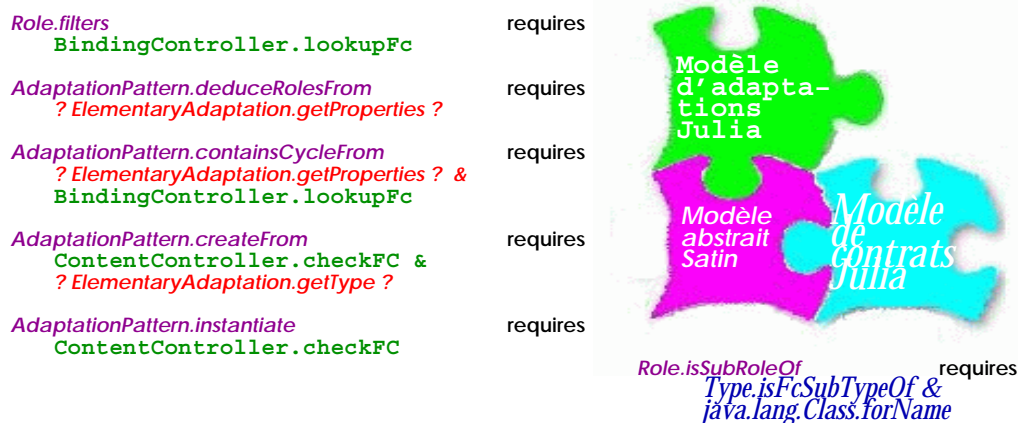 Role.filters requires
BindingController.lookupFc
AdaptationPattern.deduceRolesFrom requires
? ElementaryAdaptation.getProperties ?
AdaptationPattern.containsCycleFrom requires
? ElementaryAdaptation.getProperties ? &
BindingController.lookupFc
AdaptationPattern.createFrom requires
ContentController.checkFC &
? ElementaryAdaptation.getType ?
AdaptationPattern.instantiate requires
ContentController.checkFC
Modèle
d'adapta-
tions
Julia
Modèle
abstrait
Satin
Modèle
de
contrats
Julia
Role.isSubRoleOf requires
Type.isFcSubTypeOf &
java.lang.Class.forName